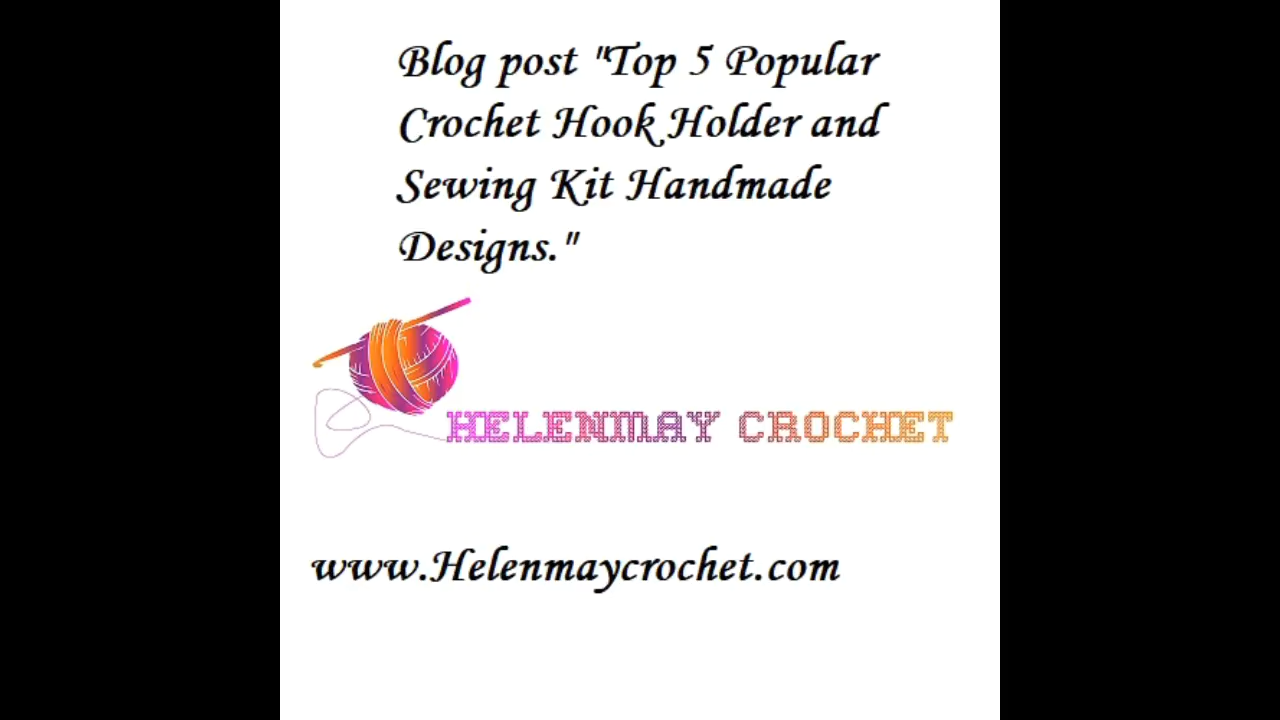 Blog post "Top 5 Popular
Crochet Hook Holder and
Sewing Kit Handmade
Designs."
HELENMAY CROCHET
www.Helenmaycrochet.com